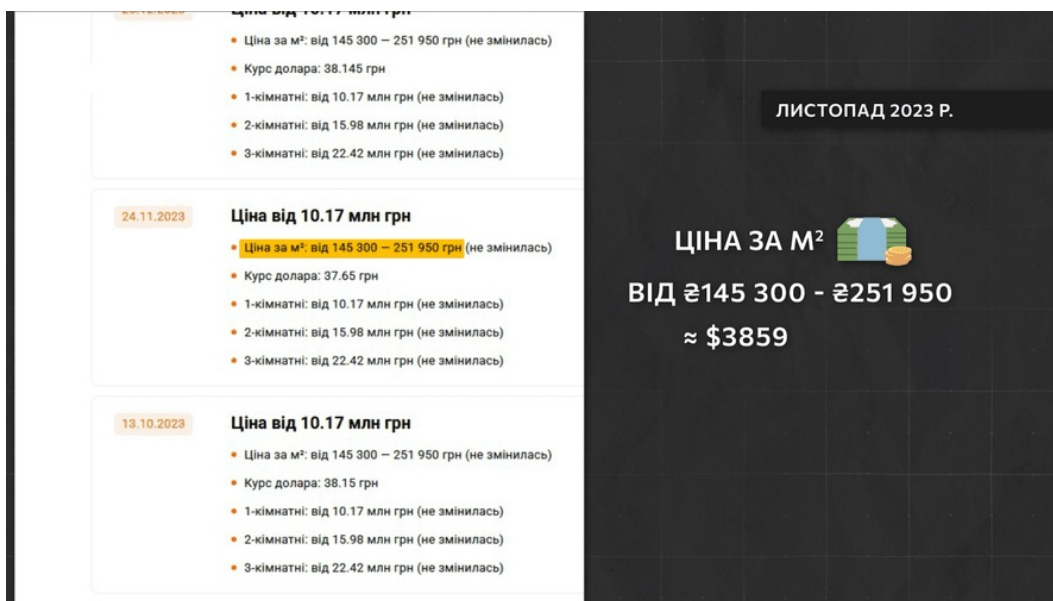 Ціна за м²: від 145 300 — 251 950 грн (не змінилась)
Курс долара: 38.145 грн
1-кімнатні: від 10.17 млн грн (не змінилась)
2-кімнатні: від 15.98 млн грн (не змінилась)
3-кімнатні: від 22.42 млн грн (не змінилась)
24.11.2023
Ціна від 10.17 млн грн
Ціна за м²: від 145 300 — 251 950 грн (не змінилась)
Курс долара: 37.65 грн
1-кімнатні: від 10.17 млн грн (не змінилась)
2-кімнатні: від 15.98 млн грн (не змінилась)
3-кімнатні: від 22.42 млн грн (не змінилась)
13.10.2023
Ціна від 10.17 млн грн
Ціна за м²: від 145 300 — 251 950 грн (не змінилась)
Курс долара: 38.15 грн
1-кімнатні: від 10.17 млн грн (не змінилась)
2-кімнатні: від 15.98 млн грн (не змінилась)
3-кімнатні: від 22.42 млн грн (не змінилась)
ЛИСТОПАД 2023 Р.
ЦІНА ЗА М²
ВІД ₴145 300 - ₴251 950
≈ $3859